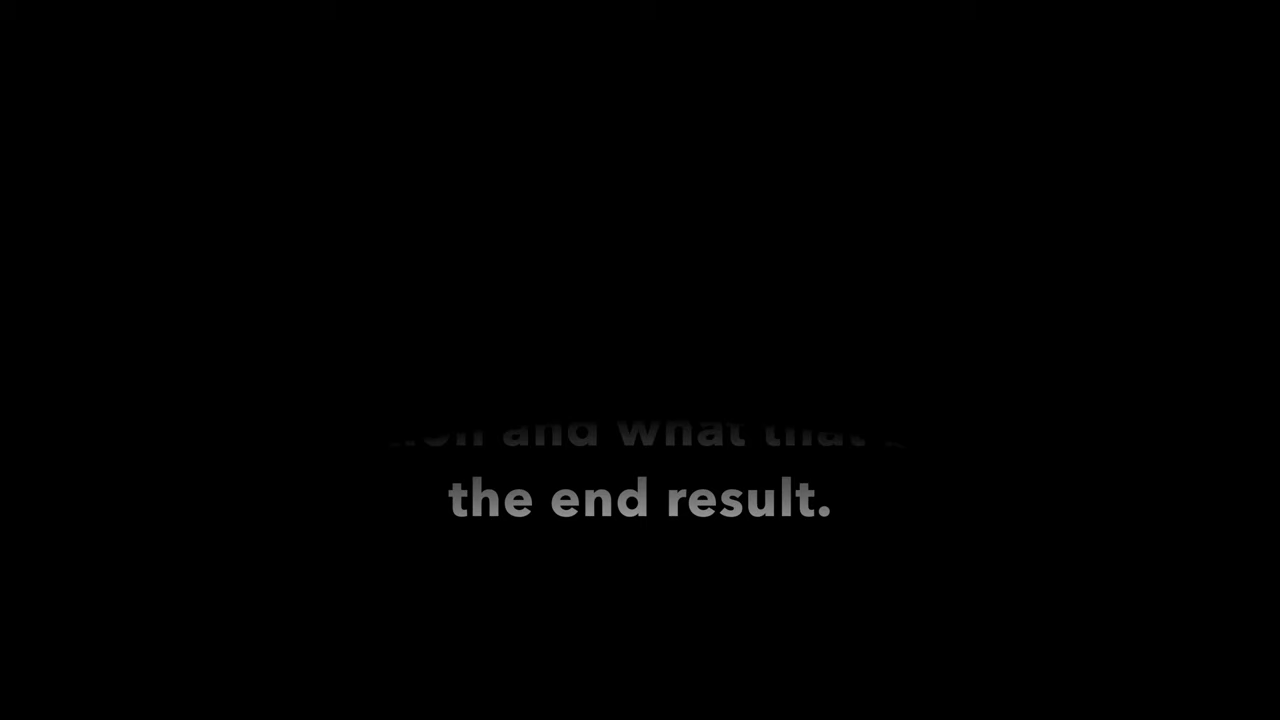 and what that
the end result.